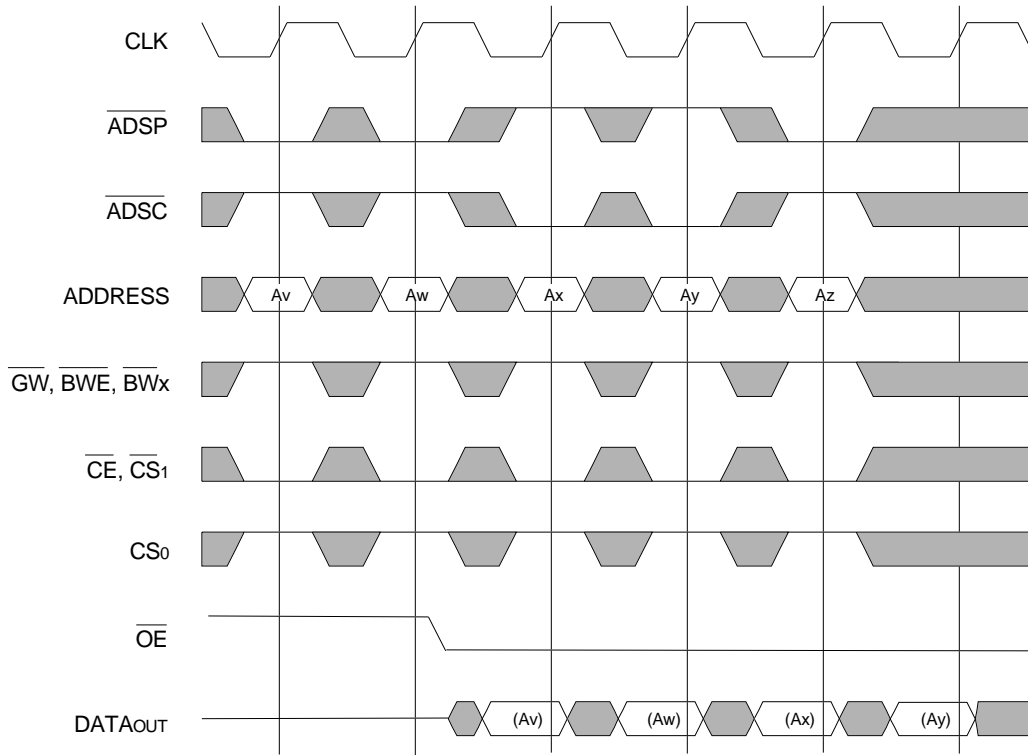 CLK
ADSP
ADSC
ADDRESS Av Aw Ax Ay Az
GW, BWE, BWx
CE, CS1
CS0
OE
DATAOUT (Av) (Aw) (Ax) (Ay)